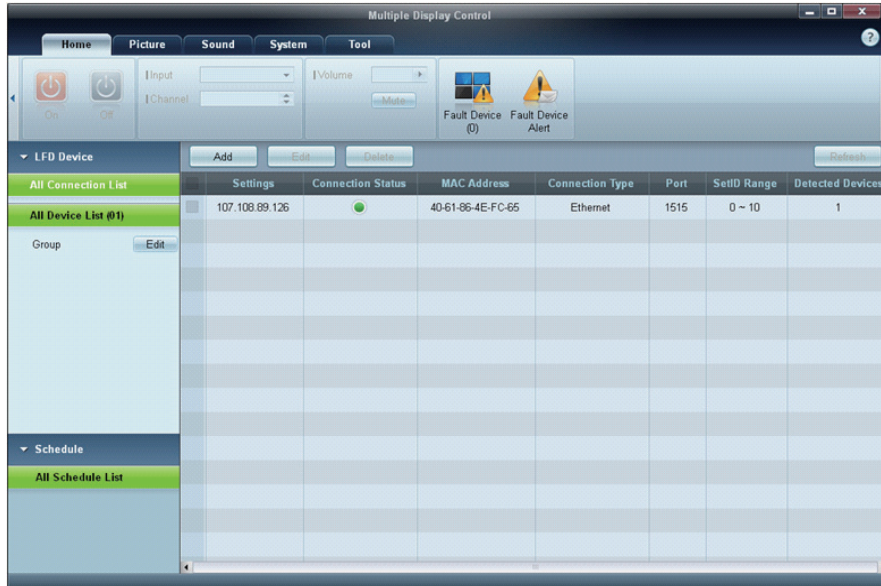 Multiple Display Control
Home Picture Sound System Tool
?
Input
Channel
On Off
Volume
Mute
Fault Device
(0)
Fault Device
Alert
LFD Device
All Connection List
All Device List (01)
Group Edit
Schedule
All Schedule List
Add Edit Delete Refresh
Settings Connection Status MAC Address Connection Type Port SetID Range Detected Devices
107.108.89.126 40-61-86-4E-FC-65 Ethernet 1515 0 ~ 10 1